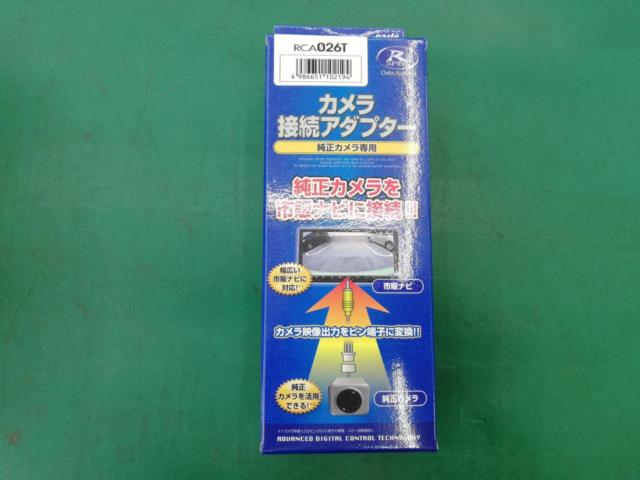 RCA026T
4 986651 102194
R
SPEC
カメラ
接続アダプター
純正カメラ専用
純正カメラを
市販ナビに接続!!
幅広い
市販ナビに
対応!
市販ナビ
カメラ映像出力をピン端子に変換!!
純正
カメラを活用
できる!
純正カメラ
ADVANCED DIGITAL CONTROL TECHNOLOGY